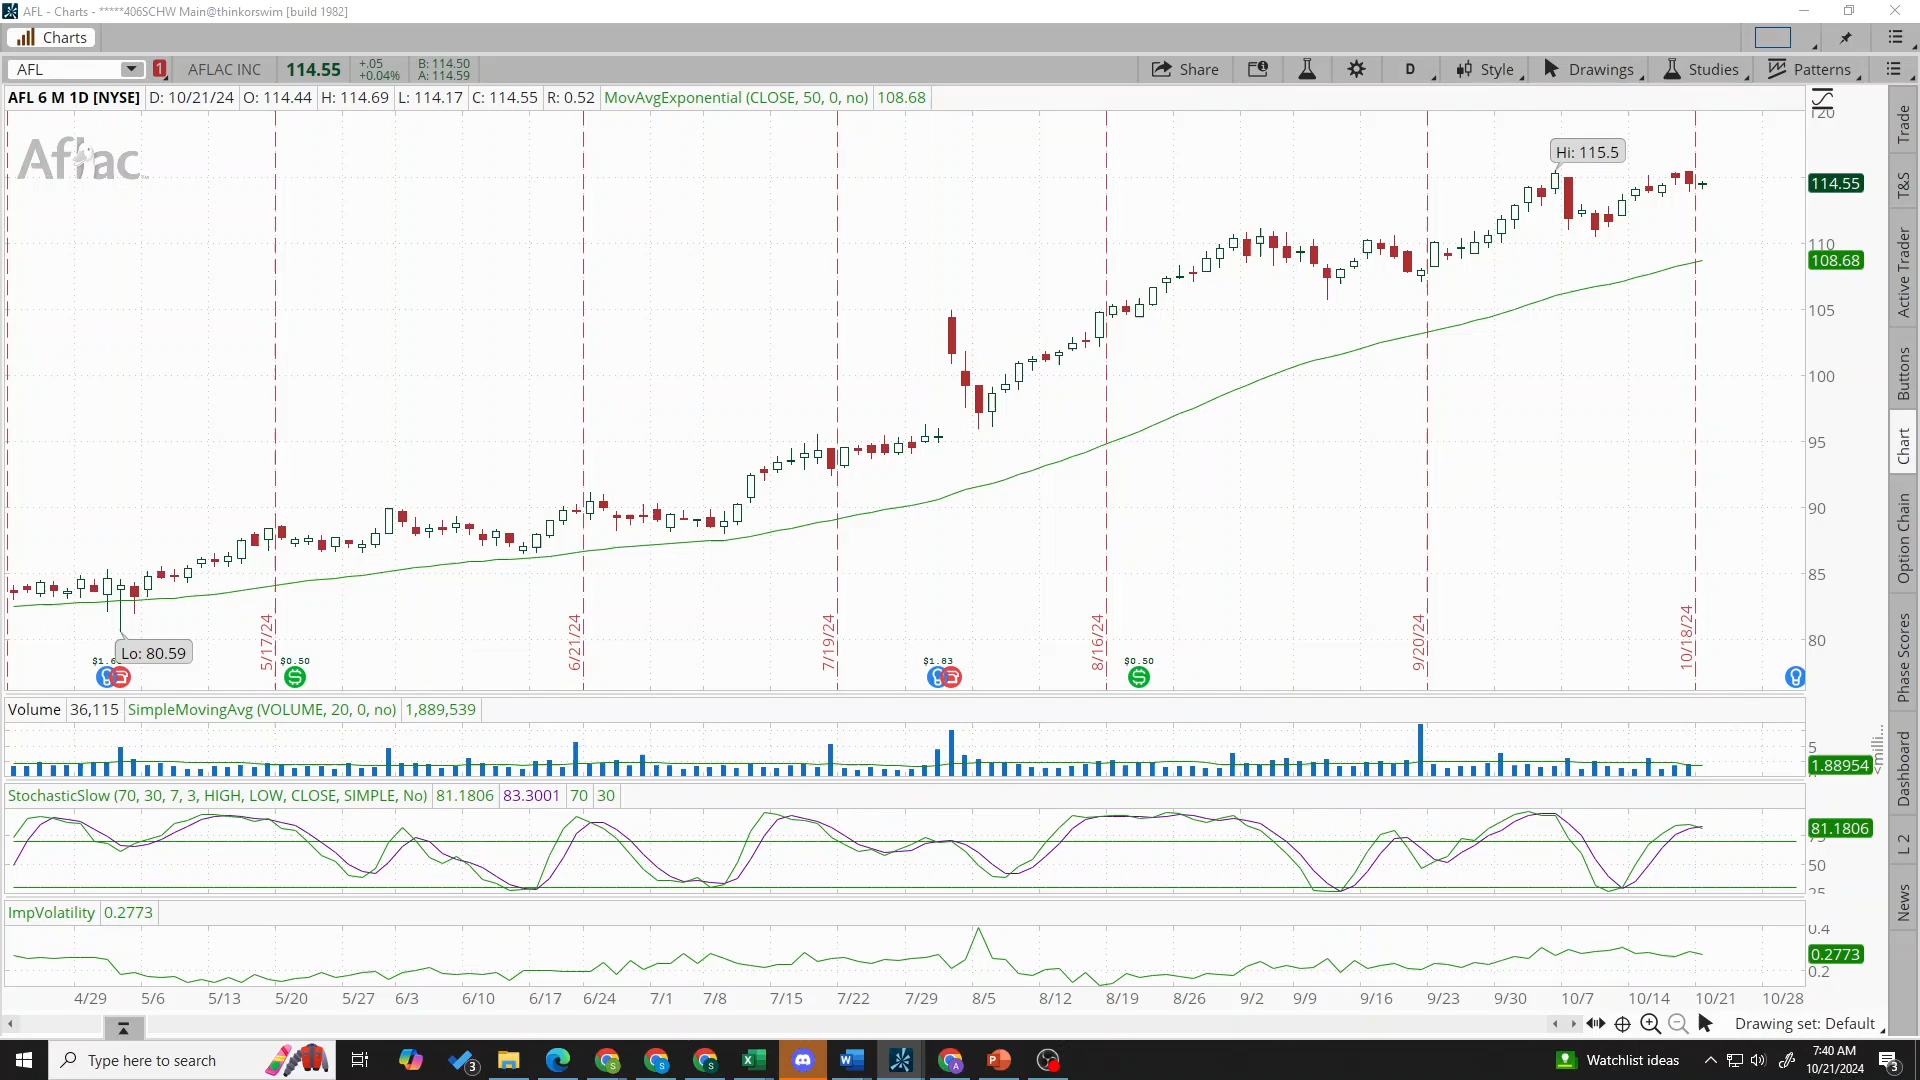 AFL - Charts - *****406SCHW Main@thinkorswim [build 1982]
Charts
AFL 1 AFLAC INC 114.55 +.05 +0.04% B: 114.50 A: 114.59 Share D Style Drawings Studies Patterns
AFL 6 M 1D [NYSE] D: 10/21/24 O: 114.44 H: 114.69 L: 114.17 C: 114.55 R: 0.52 MovAvgExponential (CLOSE, 50, 0, no) 108.68
Aflac
Hi: 115.5
Lo: 80.59
120
114.55
110
108.68
105
100
95
90
85
80
5/17/24 6/21/24 7/19/24 8/16/24 9/20/24 10/18/24
$0.50 $1.83 $0.50
Volume 36,115 SimpleMovingAvg (VOLUME, 20, 0, no) 1,889,539
5
1.88954
StochasticSlow (70, 30, 7, 3, HIGH, LOW, CLOSE, SIMPLE, No) 81.1806 83.3001 70 30
81.1806
75
50
25
ImpVolatility 0.2773
0.4
0.2773
0.2
4/29 5/6 5/13 5/20 5/27 6/3 6/10 6/17 6/24 7/1 7/8 7/15 7/22 7/29 8/5 8/12 8/19 8/26 9/2 9/9 9/16 9/23 9/30 10/7 10/14 10/21 10/28
Drawing set: Default
Trade
T&S
Active Trader
Buttons
Chart
Option Chain
Phase Scores
Dashboard
L 2
News
Type here to search
3
Watchlist ideas
7:40 AM
10/21/2024
3